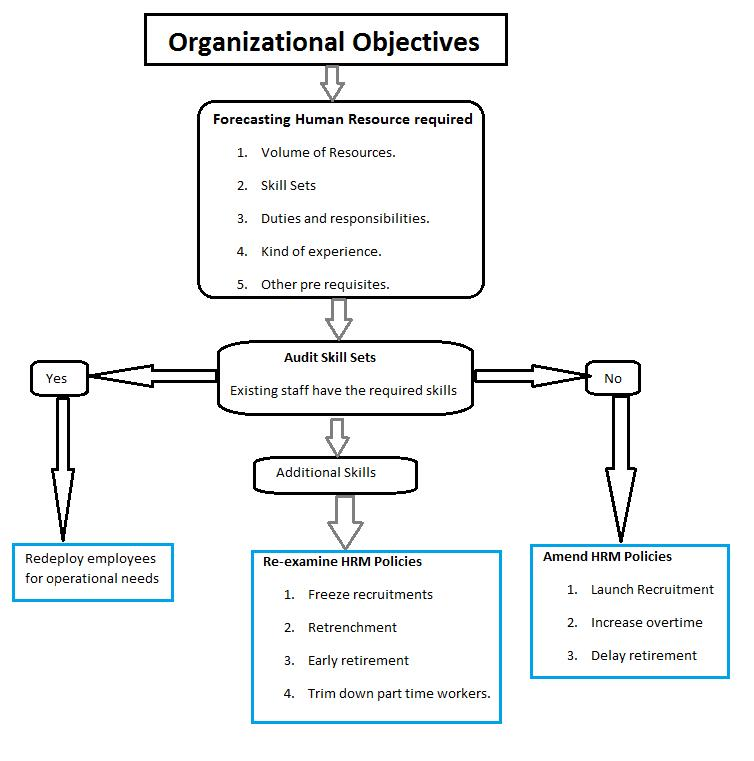 Organizational Objectives
Forecasting Human Resource required
1. Volume of Resources.
2. Skill Sets
3. Duties and responsibilities.
4. Kind of experience.
5. Other pre requisites.
Audit Skill Sets
Existing staff have the required skills
Yes
No
Additional Skills
Redeploy employees
for operational needs
Re-examine HRM Policies
1. Freeze recruitments
2. Retrenchment
3. Early retirement
4. Trim down part time workers.
Amend HRM Policies
1. Launch Recruitment
2. Increase overtime
3. Delay retirement